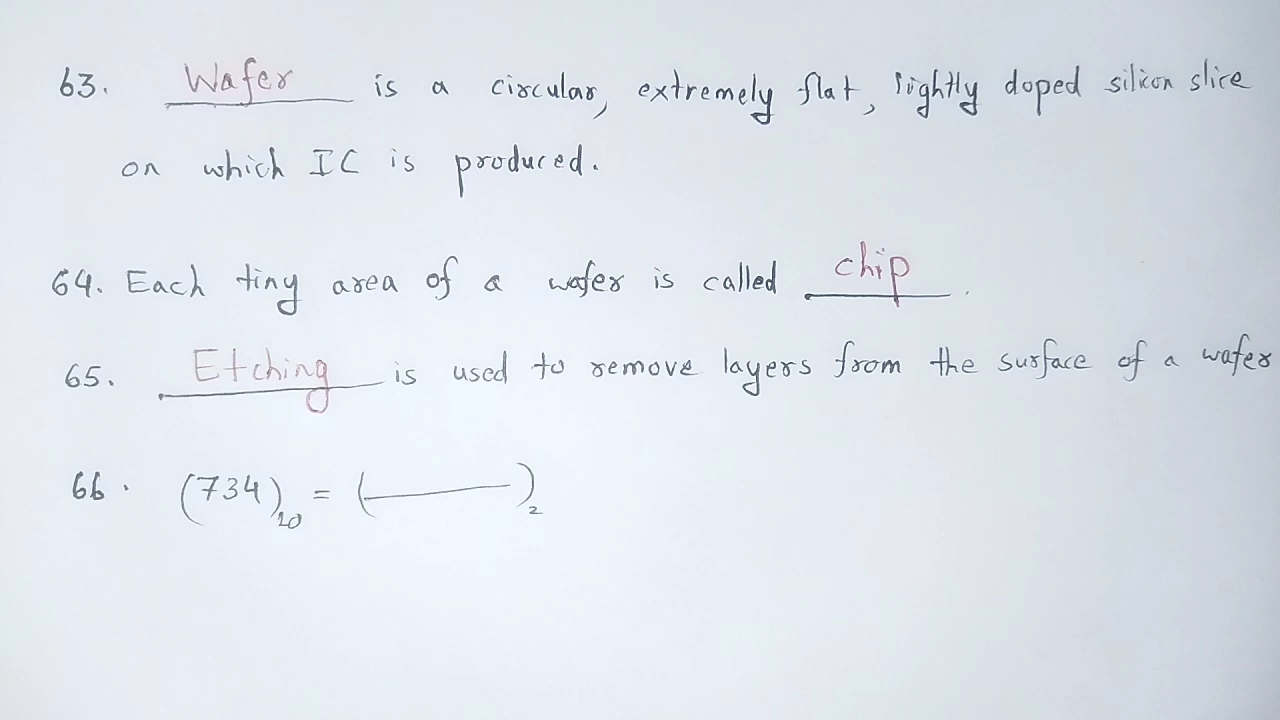 63. Wafer is a circular, extremely flat, lightly doped silicon slice
on which IC is produced.
64. Each tiny area of a wafer is called chip.
65. Etching is used to remove layers from the surface of a wafer
66. (734)10 = (______)2